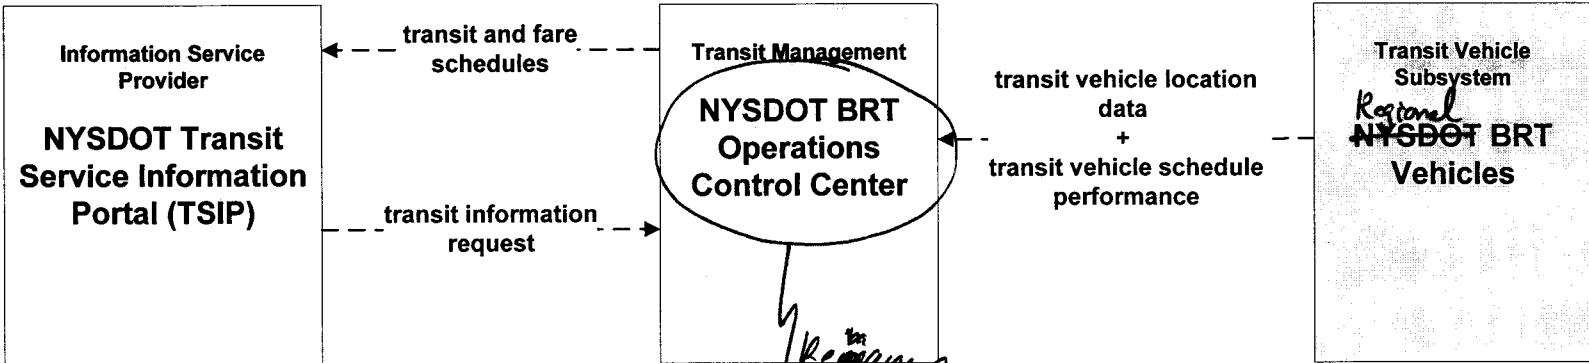 Information Service
Provider
NYSDOT Transit
Service Information
Portal (TSIP)
transit and fare
schedules
transit information
request
Transit Management
NYSDOT BRT
Operations
Control Center
transit vehicle location
data
+
transit vehicle schedule
performance
Transit Vehicle
Subsystem
Regional
NYSDOT BRT
Vehicles